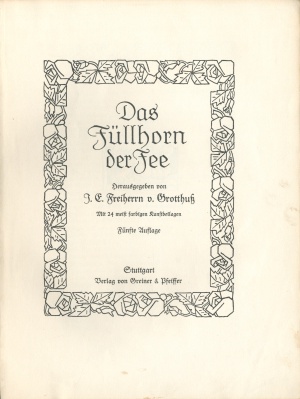 Das
Füllhorn
der Fee
Herausgegeben von
J. E. Freiherrn v. Grotthuß
Mit 24 meist farbigen Kunstbeilagen
Fünfte Auflage
Stuttgart
Verlag von Greiner & Pfeiffer